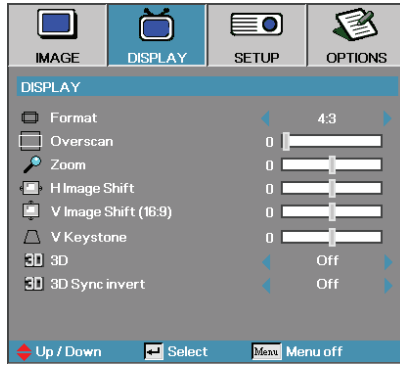 IMAGE DISPLAY SETUP OPTIONS
DISPLAY
Format 4:3
Overscan 0
Zoom 0
H Image Shift 0
V Image Shift (16:9) 0
V Keystone 0
3D 3D Off
3D 3D Sync invert Off
Up / Down Select Menu Menu off